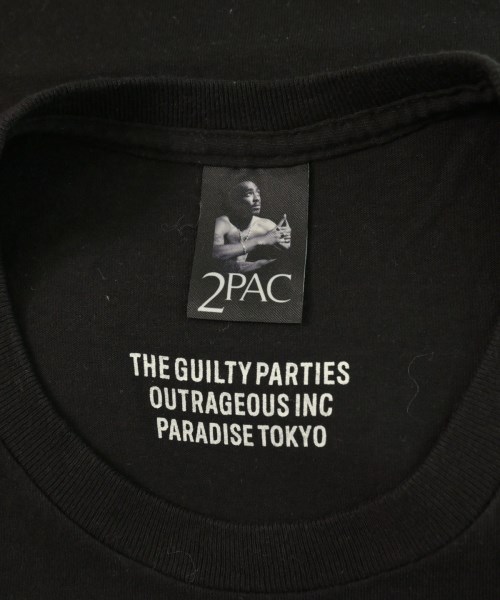 2PAC
THE GUILTY PARTIES
OUTRAGEOUS INC
PARADISE TOKYO